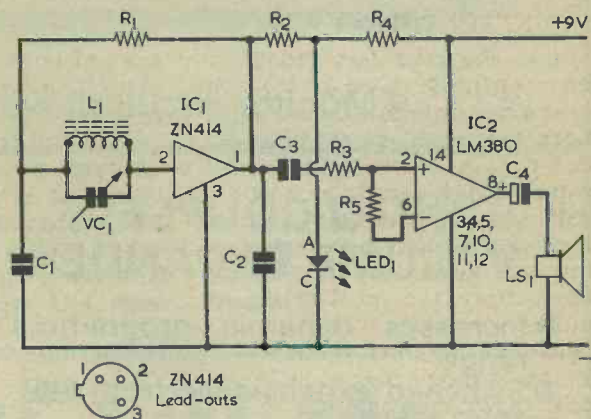 R1
R2
R4
+9V
L1
IC1
ZN414
IC2
LM380
C3
R3
C4
2
1
2
14
8+
+
3
R5
6
−
VC1
3,4,5,
7,10,
11,12
A
LED1
C
C1
C2
LS1
−
1
2
3
ZN414
Lead-outs